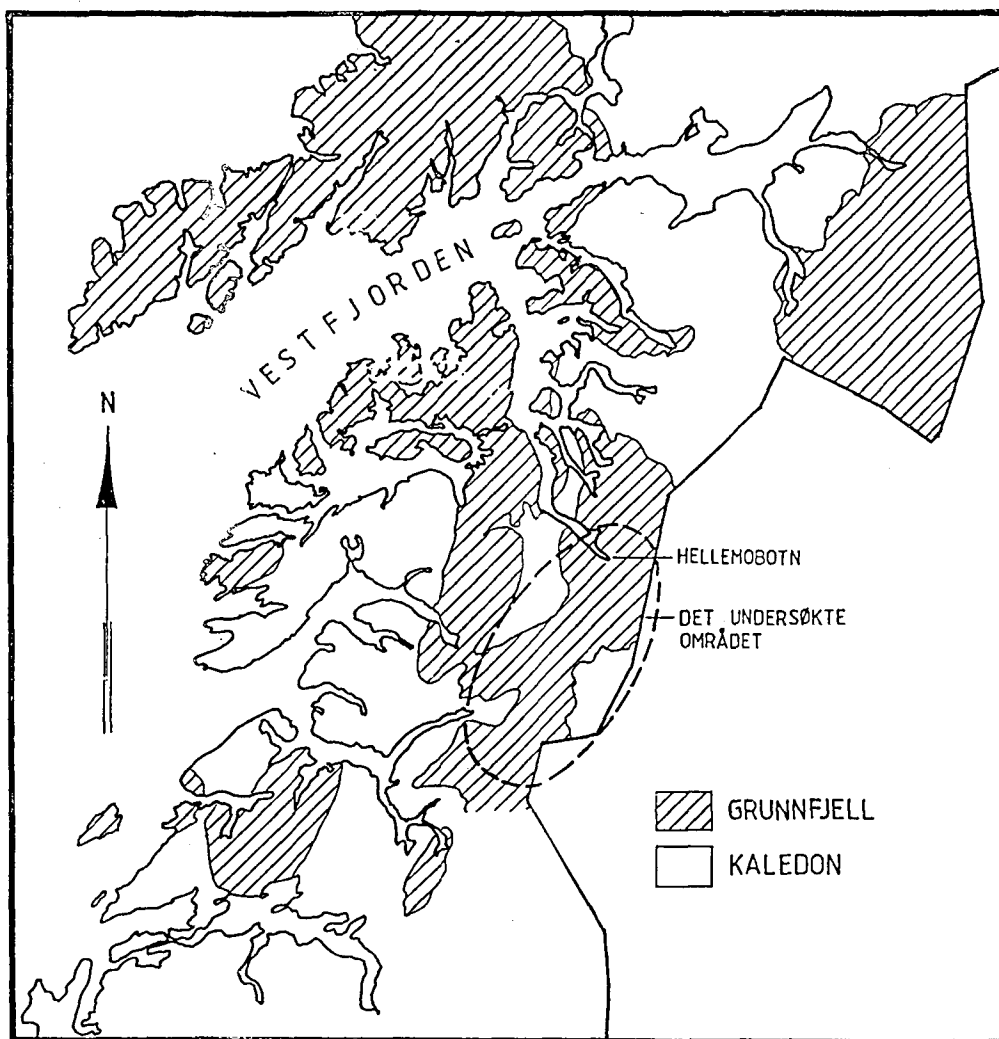 VESTFJORDEN
N
HELLEMOBOTN
DET UNDERSØKTE
OMRÅDET
GRUNNFJELL
KALEDON